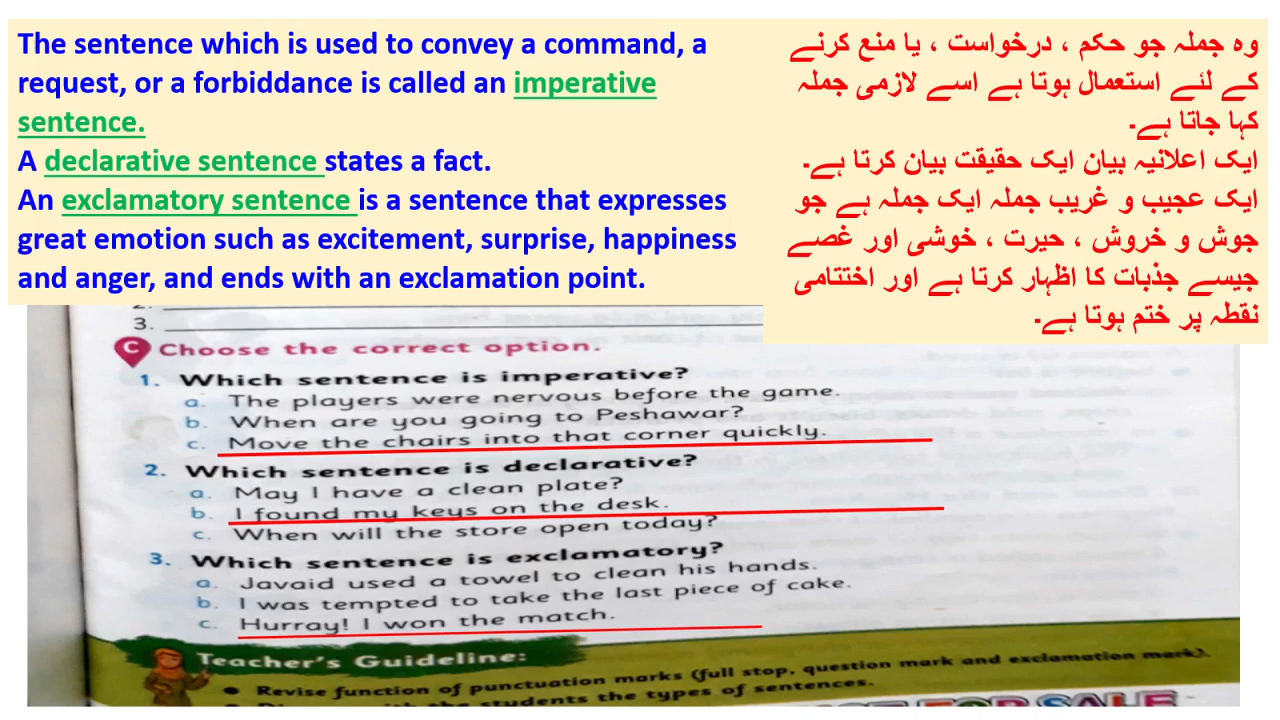 The sentence which is used to convey a command, a
request, or a forbiddance is called an imperative
sentence.
A declarative sentence states a fact.
An exclamatory sentence is a sentence that expresses
great emotion such as excitement, surprise, happiness
and anger, and ends with an exclamation point.
وہ جملہ جو حکم ، درخواست ، یا منع کرنے
کے لئے استعمال ہوتا ہے اسے لازمی جملہ
کہا جاتا ہے۔
ایک اعلانیہ بیان ایک حقیقت بیان کرتا ہے۔
ایک عجیب و غریب جملہ ایک جملہ ہے جو
جوش و خروش ، حیرت ، خوشی اور غصے
جیسے جذبات کا اظہار کرتا ہے اور اختتامی
نقطہ پر ختم ہوتا ہے۔
3.
C Choose the correct option.
1. Which sentence is imperative?
a. The players were nervous before the game.
b. When are you going to Peshawar?
c. Move the chairs into that corner quickly.
2. Which sentence is declarative?
a. May I have a clean plate?
b. I found my keys on the desk.
c. When will the store open today?
3. Which sentence is exclamatory?
a. Javaid used a towel to clean his hands.
b. I was tempted to take the last piece of cake.
c. Hurray! I won the match.
Teacher's Guideline:
• Revise function of punctuation marks (full stop, question mark and exclamation mark).
the students the types of sentences.
FOR SALE